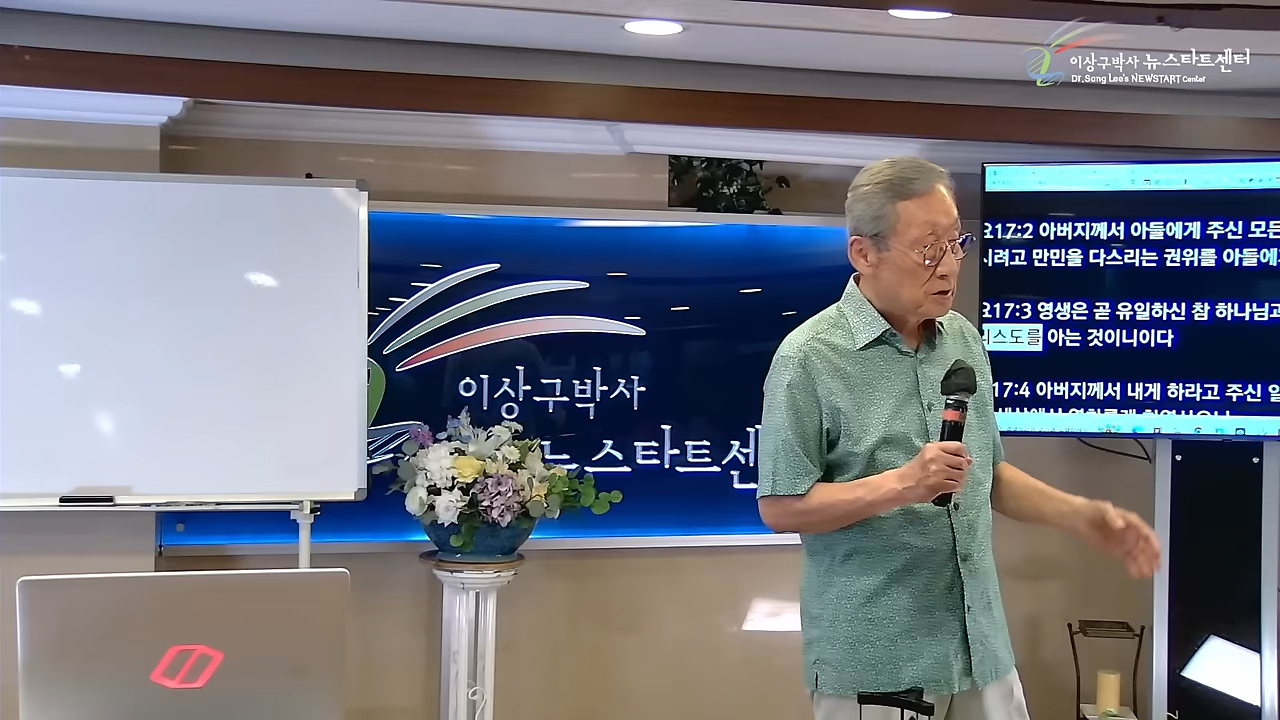 이상구박사 뉴스타트센터
Dr.Sang Lee's NEWSTART Center
17:2 아버지께서 아들에게 주신 모든
시려고 만민을 다스리는 권위를 아들에
17:3 영생은 곧 유일하신 참 하나님
리스도를 아는 것이니이다
17:4 아버지께서 내게 하라고 주신
이상구박사
뉴스타트센